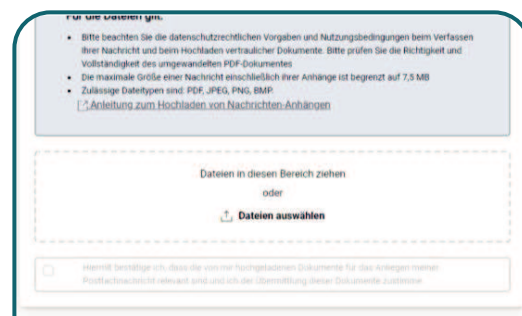 Für die Dateien gilt:
Bitte beachten Sie die datenschutzrechtlichen Vorgaben und Nutzungsbedingungen beim Verfassen
Ihrer Nachricht und beim Hochladen vertraulicher Dokumente. Bitte prüfen Sie die Richtigkeit und
Vollständigkeit des umgewandelten PDF-Dokumentes
Die maximale Größe einer Nachricht einschließlich ihrer Anhänge ist begrenzt auf 7,5 MB
Zulässige Dateitypen sind: PDF, JPEG, PNG, BMP.
Anleitung zum Hochladen von Nachrichten-Anhängen
Dateien in diesen Bereich ziehen
oder
Dateien auswählen
Hiermit bestätige ich, dass die von mir hochgeladenen Dokumente für das Anliegen meiner
Postfachnachricht relevant sind und ich der Übermittlung dieser Dokumente zustimme.